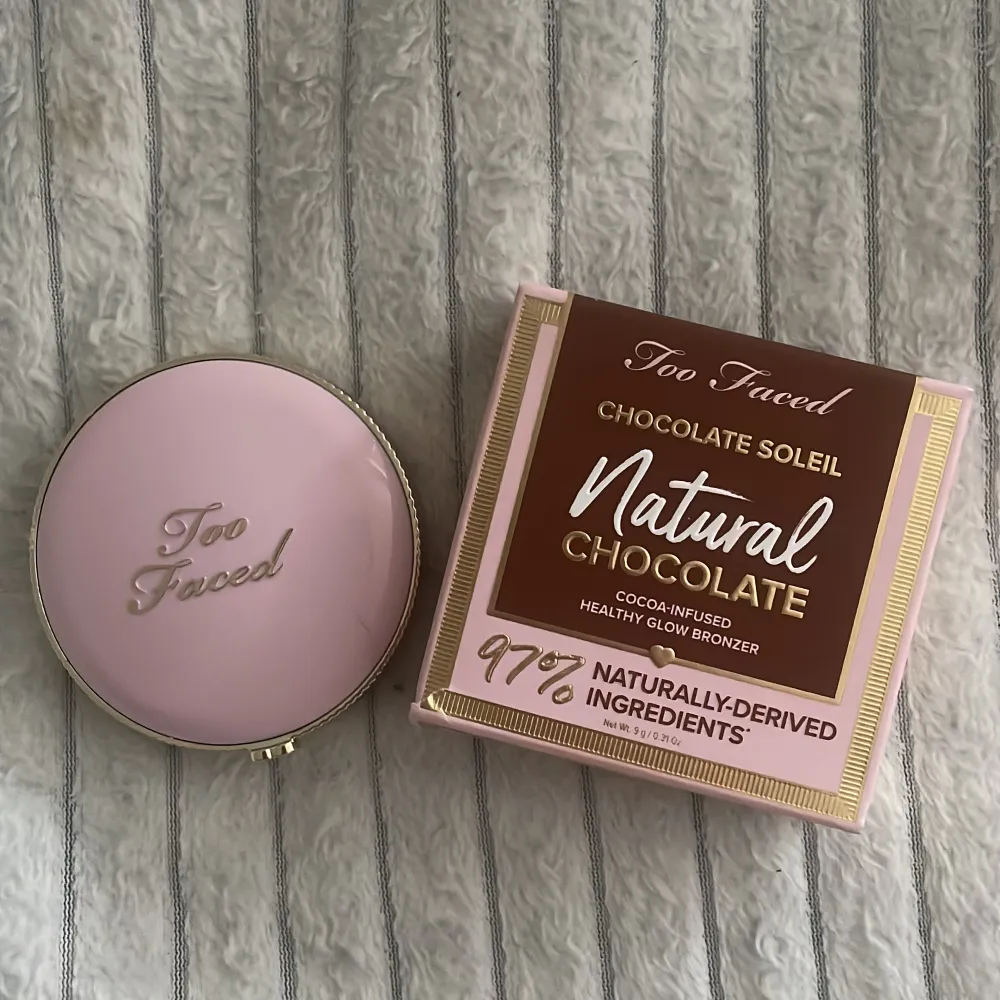 Too
Faced
Too Faced
CHOCOLATE SOLEIL
Natural
CHOCOLATE
COCOA-INFUSED
HEALTHY GLOW BRONZER
97% NATURALLY-DERIVED
INGREDIENTS*
Net Wt. 9 g / 0.31 Oz